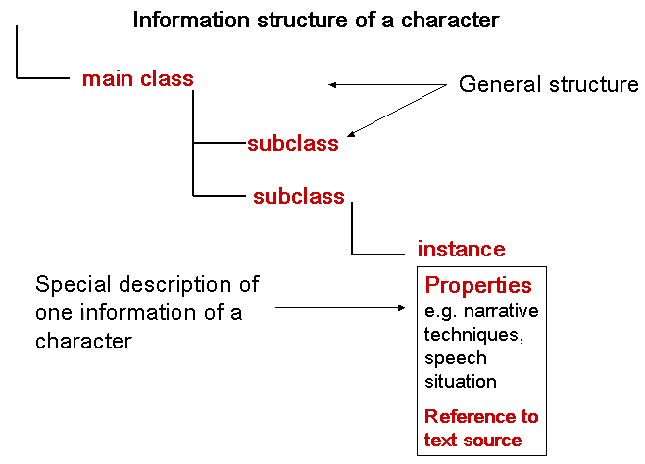 Information structure of a character
main class
General structure
subclass
subclass
instance
Special description of
one information of a
character
Properties
e.g. narrative
techniques,
speech
situation
Reference to
text source